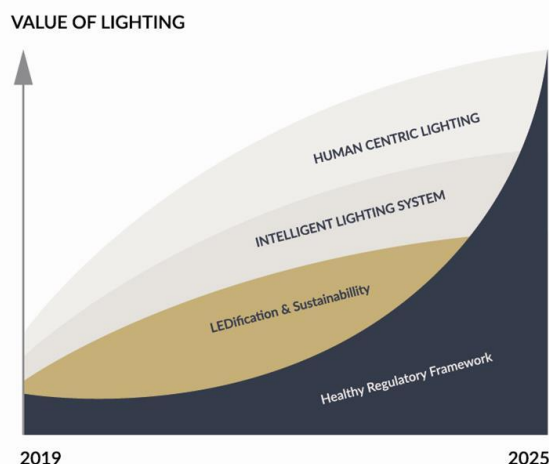 VALUE OF LIGHTING
HUMAN CENTRIC LIGHTING
INTELLIGENT LIGHTING SYSTEM
LEDification & Sustainabillity
Healthy Regulatory Framework
2019
2025